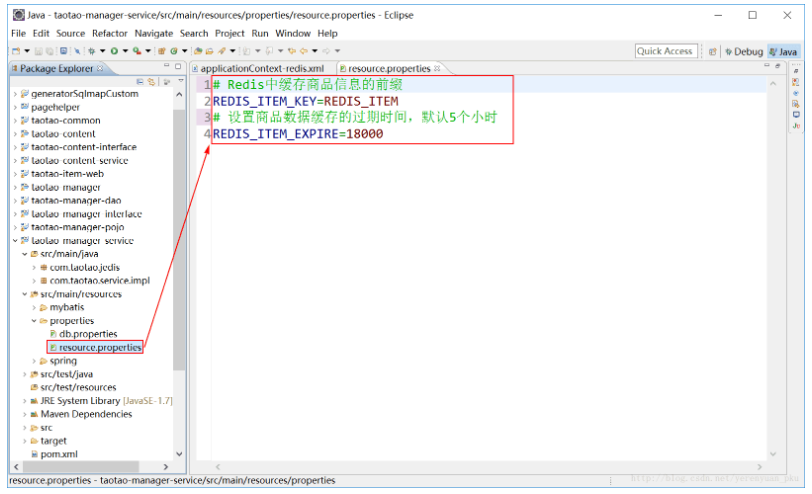 Java - taotao-manager-service/src/main/resources/properties/resource.properties - Eclipse
File Edit Source Refactor Navigate Search Project Run Window Help
Quick Access
Debug
Java
Package Explorer
applicationContext-redis.xml
resource.properties
generatorSqlmapCustom
pagehelper
taotao-common
taotao-content
taotao-content-interface
taotao-content-service
taotao-item-web
taotao-manager
taotao-manager-dao
taotao-manager-interface
taotao-manager-pojo
taotao-manager-service
src/main/java
com.taotao.jedis
com.taotao.service.impl
src/main/resources
mybatis
properties
db.properties
resource.properties
spring
src/test/java
src/test/resources
JRE System Library [JavaSE-1.7]
Maven Dependencies
src
target
pom.xml
1 # Redis中缓存商品信息的前缀
2 REDIS_ITEM_KEY=REDIS_ITEM
3 # 设置商品数据缓存的过期时间，默认5个小时
4 REDIS_ITEM_EXPIRE=18000
resource.properties - taotao-manager-service/src/main/resources/properties
http://blog.csdn.net/yerenyuan_pku